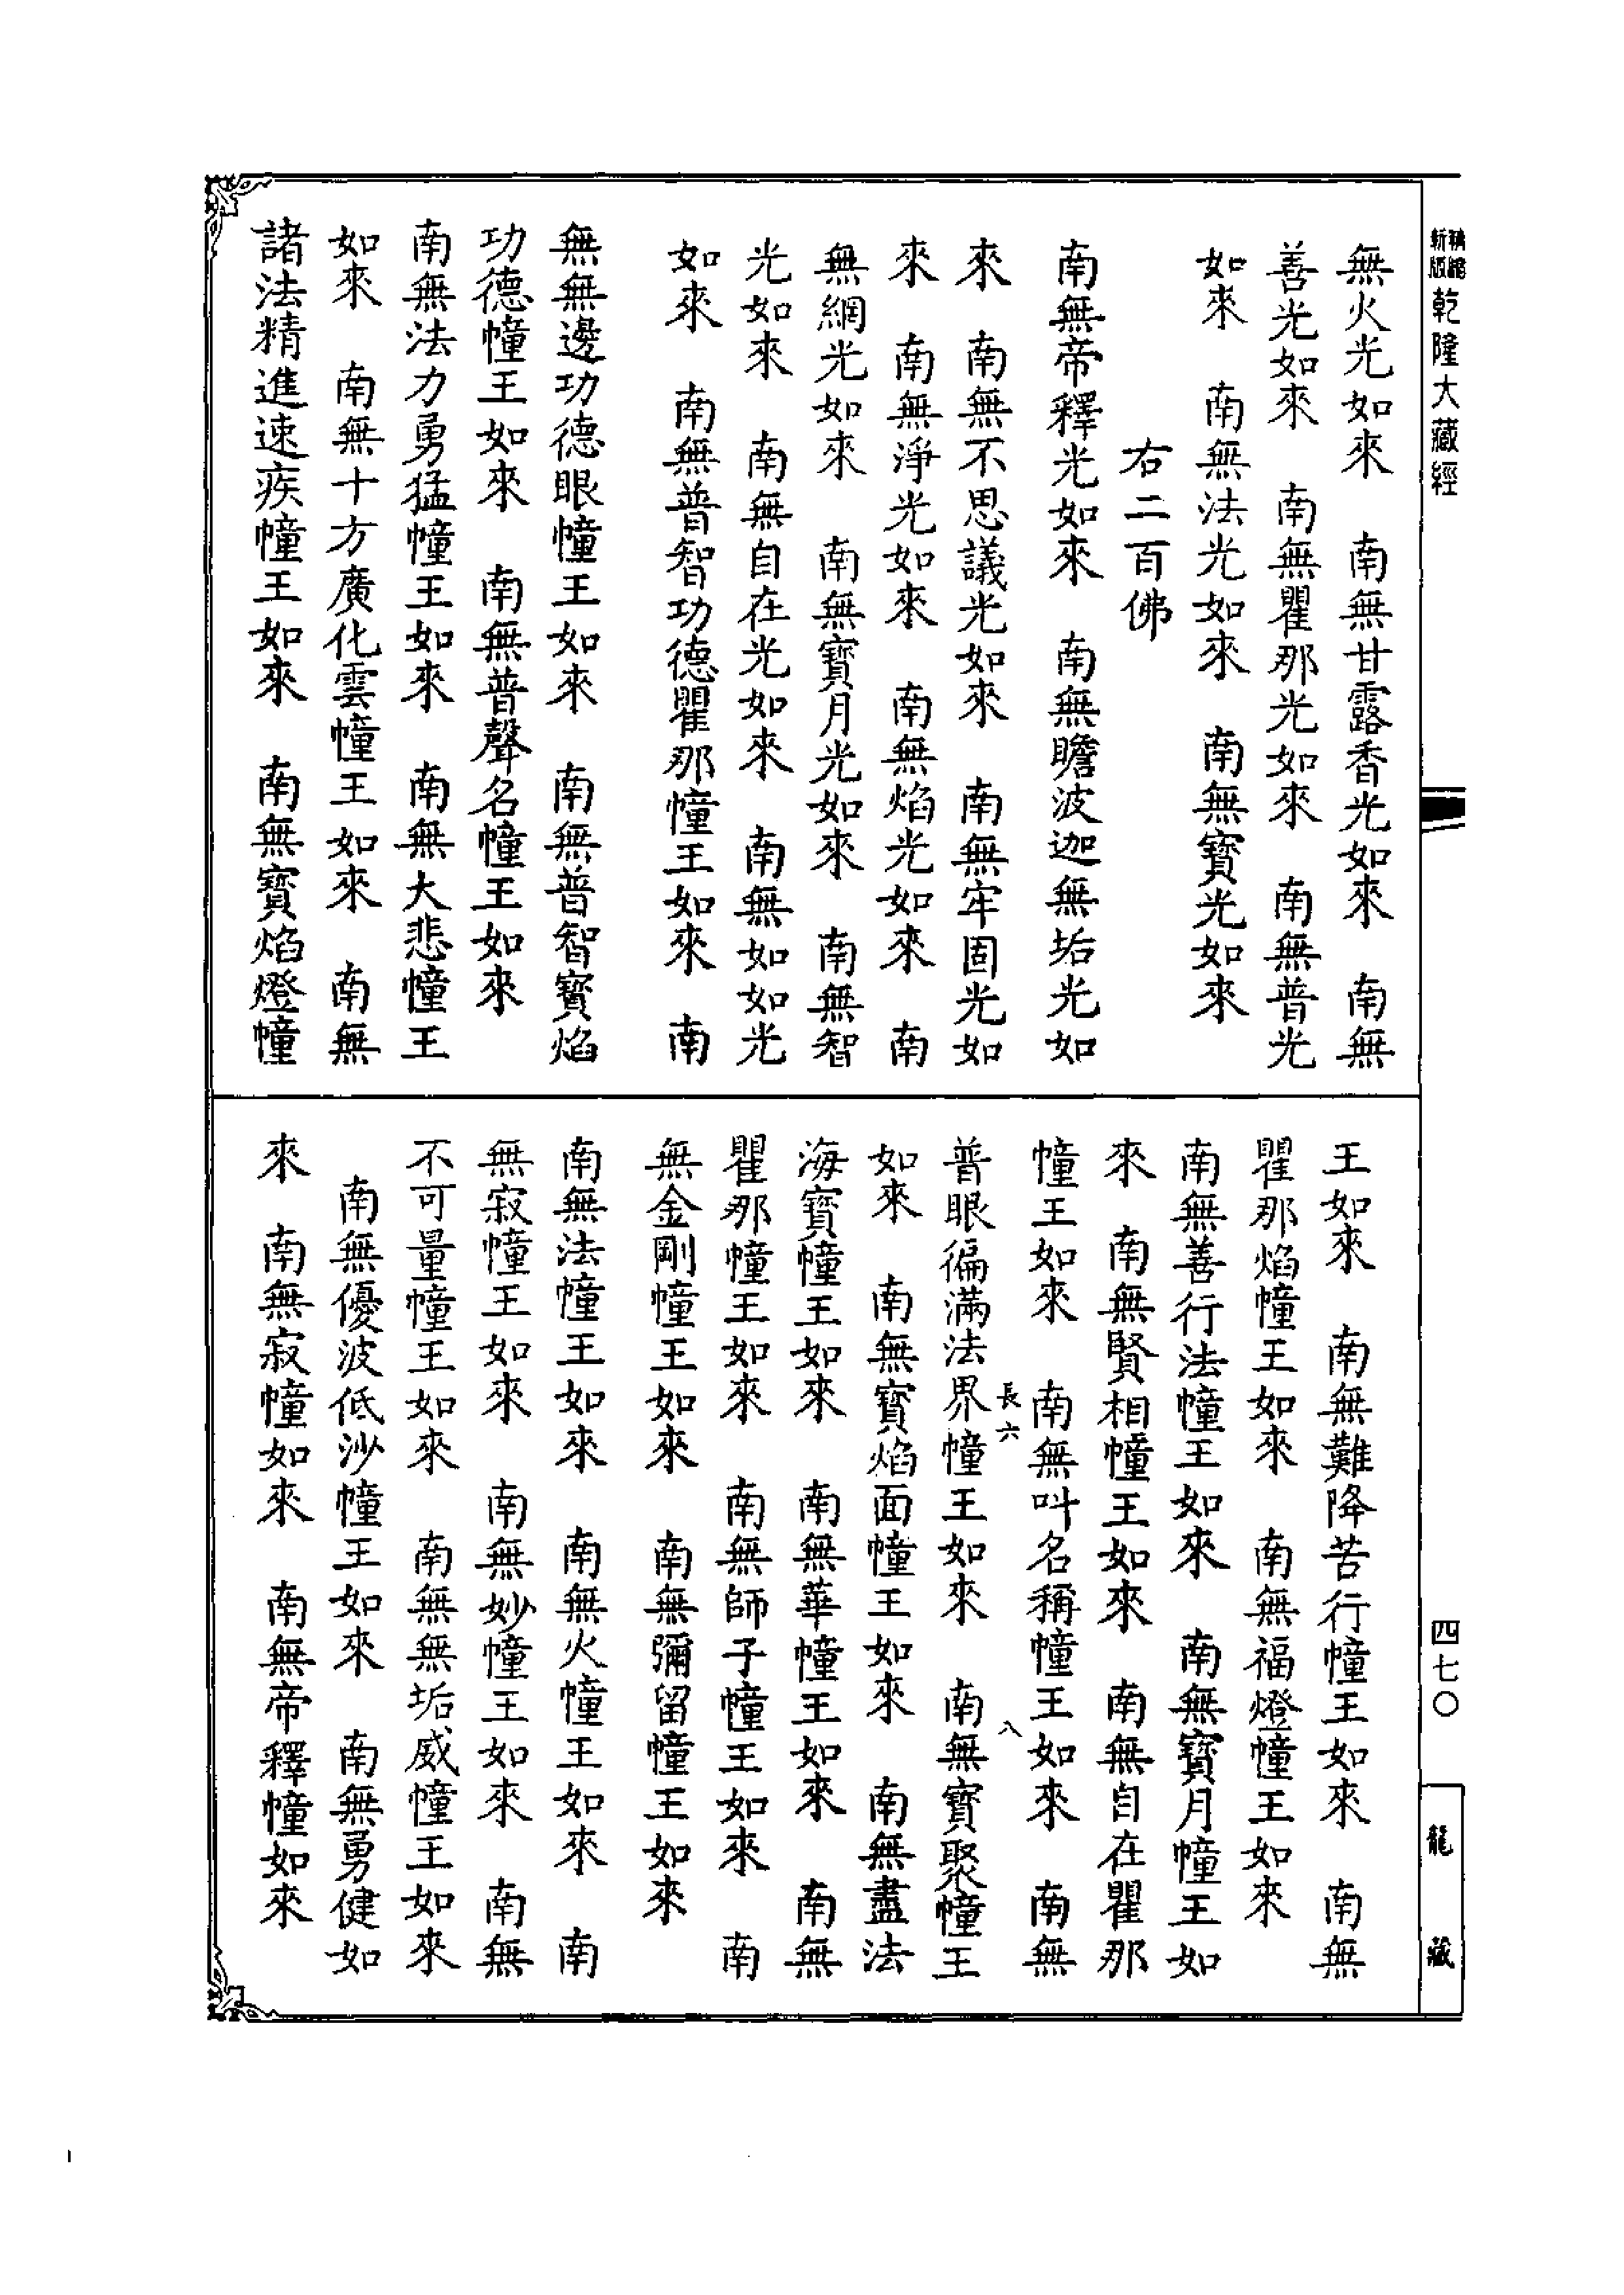 新版精縮乾隆大藏經
四七〇
龍藏
無火光如來　南無甘露香光如來　南無
善光如來　南無瞿那光如來　南無普光
如來　南無法光如來　南無寶光如來
右二百佛
南無帝釋光如來　南無瞻波迦無垢光如
來　南無不思議光如來　南無牢固光如
來　南無淨光如來　南無焰光如來　南
無網光如來　南無寶月光如來　南無智
光如來　南無自在光如來　南無如如光
如來　南無普智功德瞿那幢王如來　南
無無邊功德眼幢王如來　南無普智寶焰
功德幢王如來　南無普聲名幢王如來
南無法力勇猛幢王如來　南無大悲幢王
如來　南無十方廣化雲幢王如來　南無
諸法精進速疾幢王如來　南無寶焰燈幢
王如來　南無難降苦行幢王如來　南無
瞿那焰幢王如來　南無福燈幢王如來
南無善行法幢王如來　南無寶月幢王如
來　南無賢相幢王如來　南無自在瞿那
幢王如來　南無叫名稱幢王如來　南無
長六　八
普眼徧滿法界幢王如來　南無寶聚幢王
如來　南無寶焰面幢王如來　南無盡法
海寶幢王如來　南無華幢王如來　南無
瞿那幢王如來　南無師子幢王如來　南
無金剛幢王如來　南無彌留幢王如來
南無法幢王如來　南無火幢王如來　南
無寂幢王如來　南無妙幢王如來　南無
不可量幢王如來　南無無垢威幢王如來
南無優波低沙幢王如來　南無勇健如
來　南無寂幢如來　南無帝釋幢如來